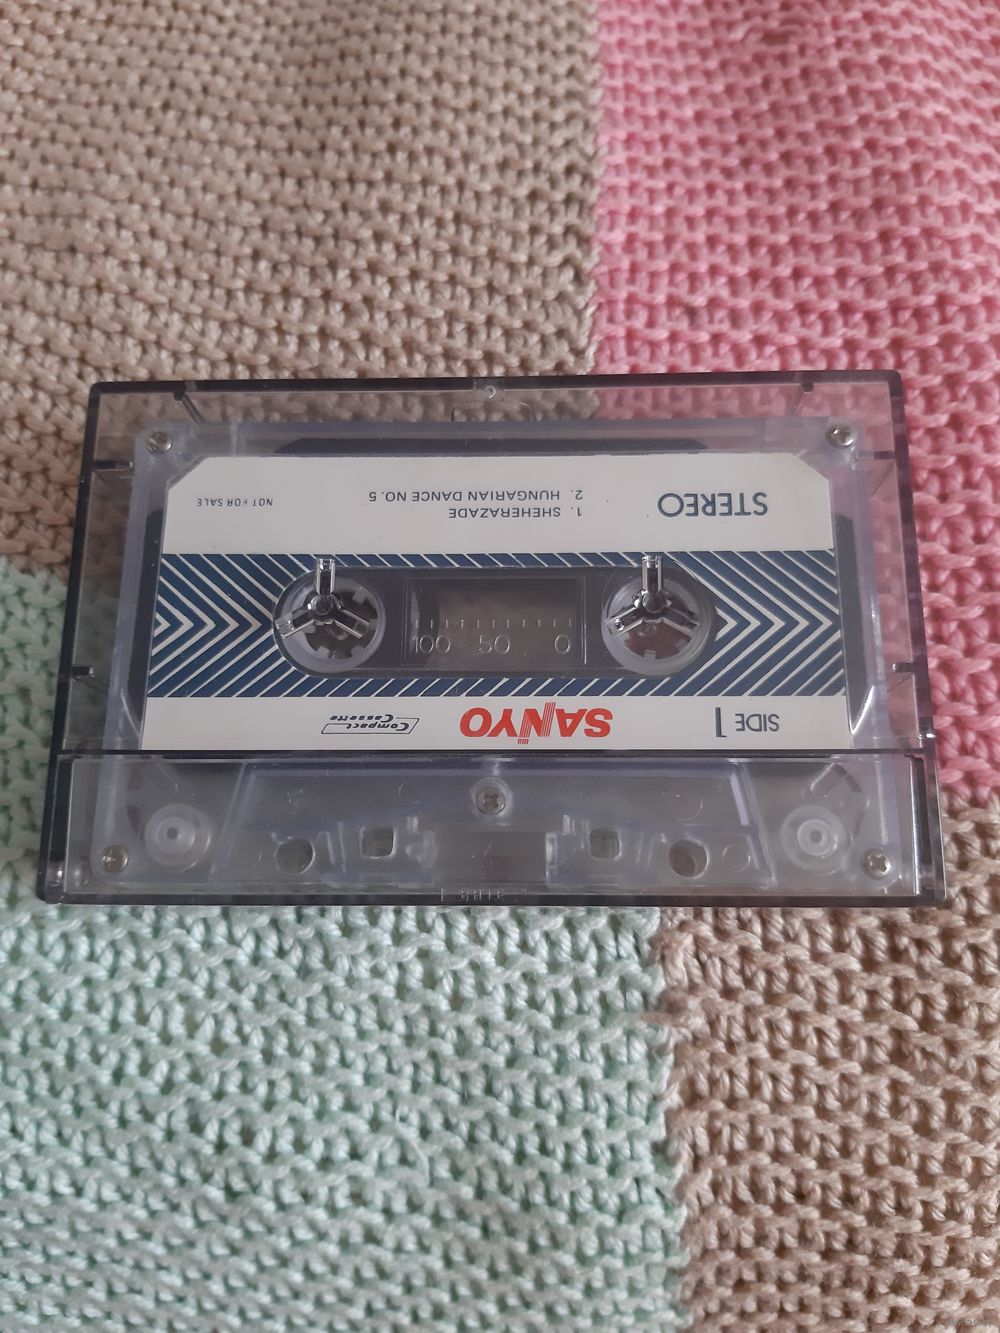 STEREO
1. SHEHERAZADE
2. HUNGARIAN DANCE NO. 5
NOT FOR SALE
100 50 0
SIDE 1
SANYO
Compact
Cassette